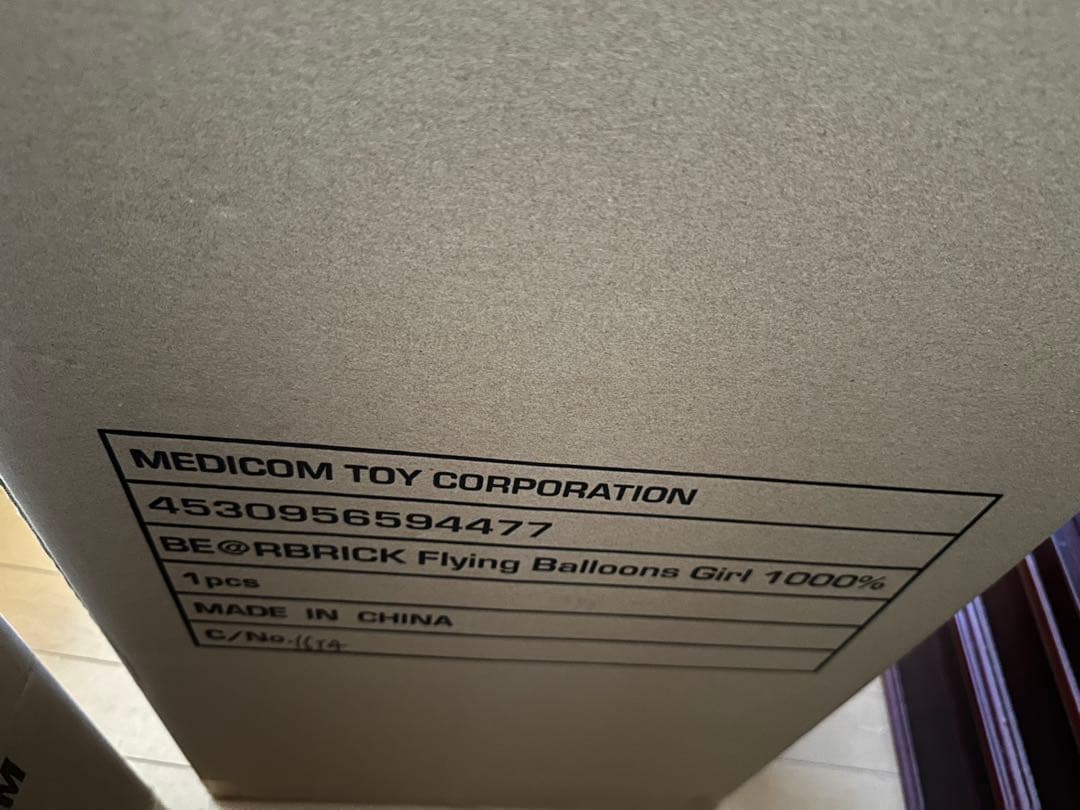 MEDICOM TOY CORPORATION
4530956594477
BE@RBRICK Flying Balloons Girl 1000%
1pcs
MADE IN CHINA
C/No.
M